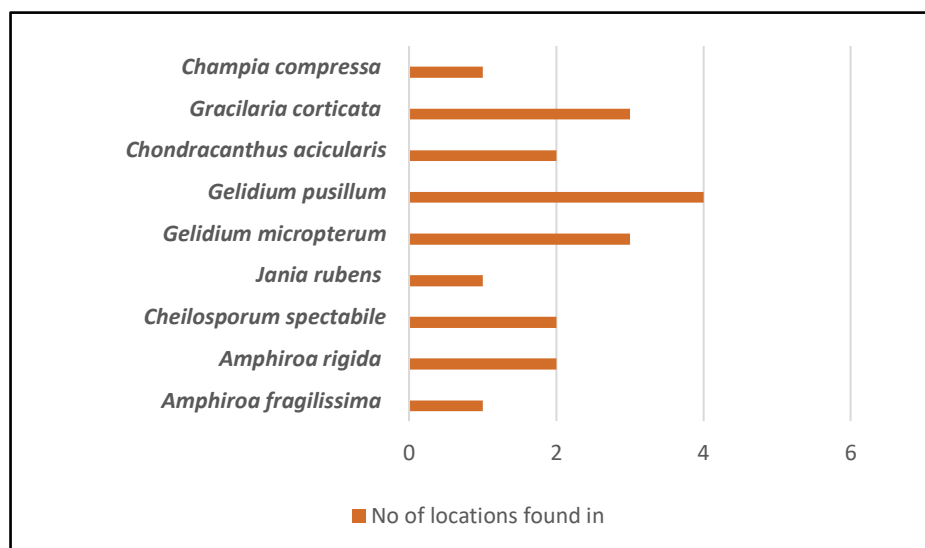 Champia compressa
Gracilaria corticata
Chondracanthus acicularis
Gelidium pusillum
Gelidium micropterum
Jania rubens
Cheilosporum spectabile
Amphiroa rigida
Amphiroa fragilissima
0 2 4 6
No of locations found in